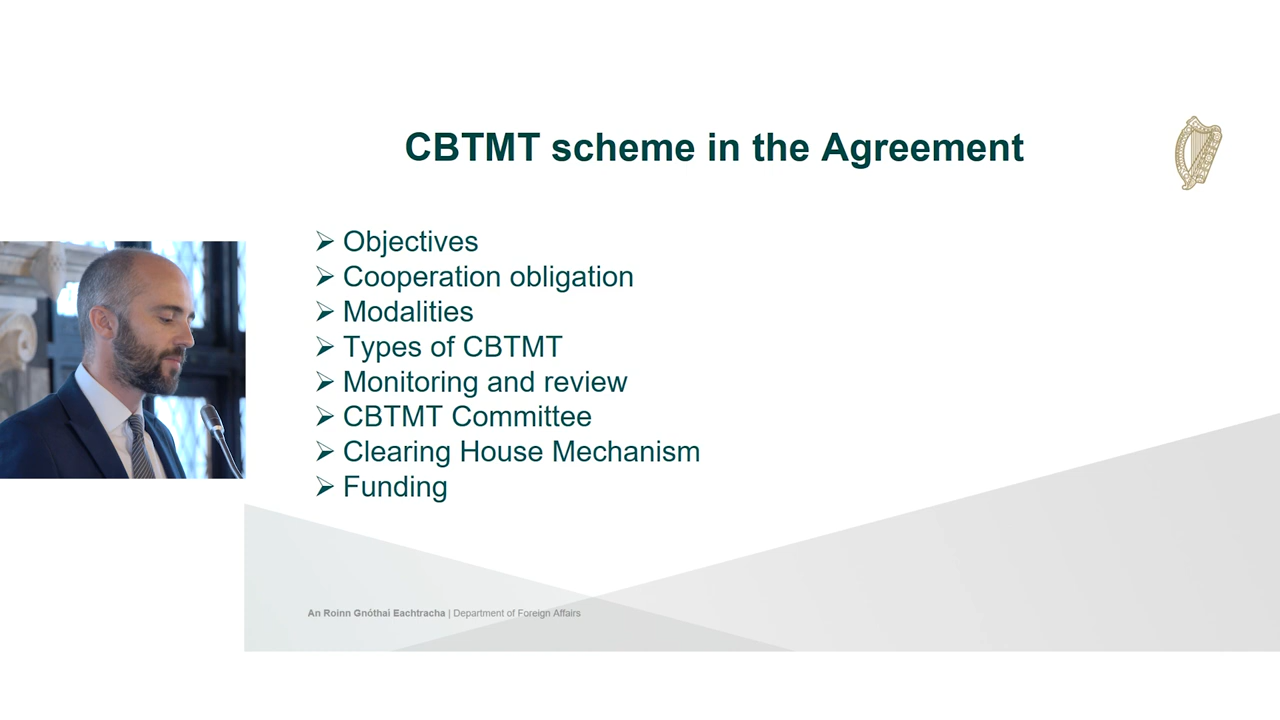 CBTMT scheme in the Agreement
➢ Objectives
➢ Cooperation obligation
➢ Modalities
➢ Types of CBTMT
➢ Monitoring and review
➢ CBTMT Committee
➢ Clearing House Mechanism
➢ Funding
An Roinn Gnóthaí Eachtracha | Department of Foreign Affairs